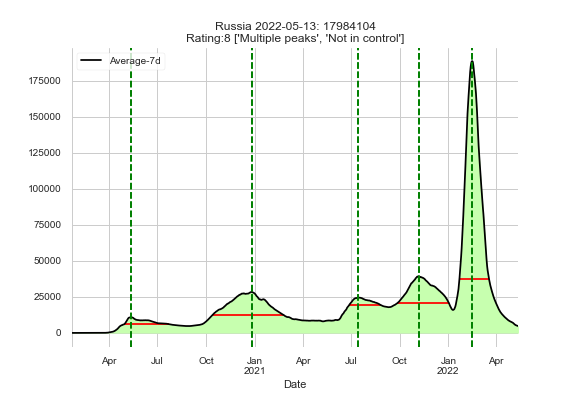 Russia 2022-05-13: 17984104
Rating:8 ['Multiple peaks', 'Not in control']
Average-7d
175000
150000
125000
100000
75000
50000
25000
0
Apr Jul Oct Jan Apr Jul Oct Jan Apr
2021 2022
Date